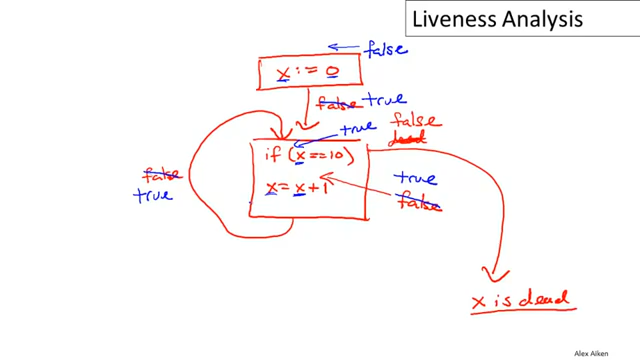 Liveness Analysis
false
x := 0
false true
true
false
dead
if (x==10)
x = x + 1
true
false
false
true
x is dead
Alex Aiken